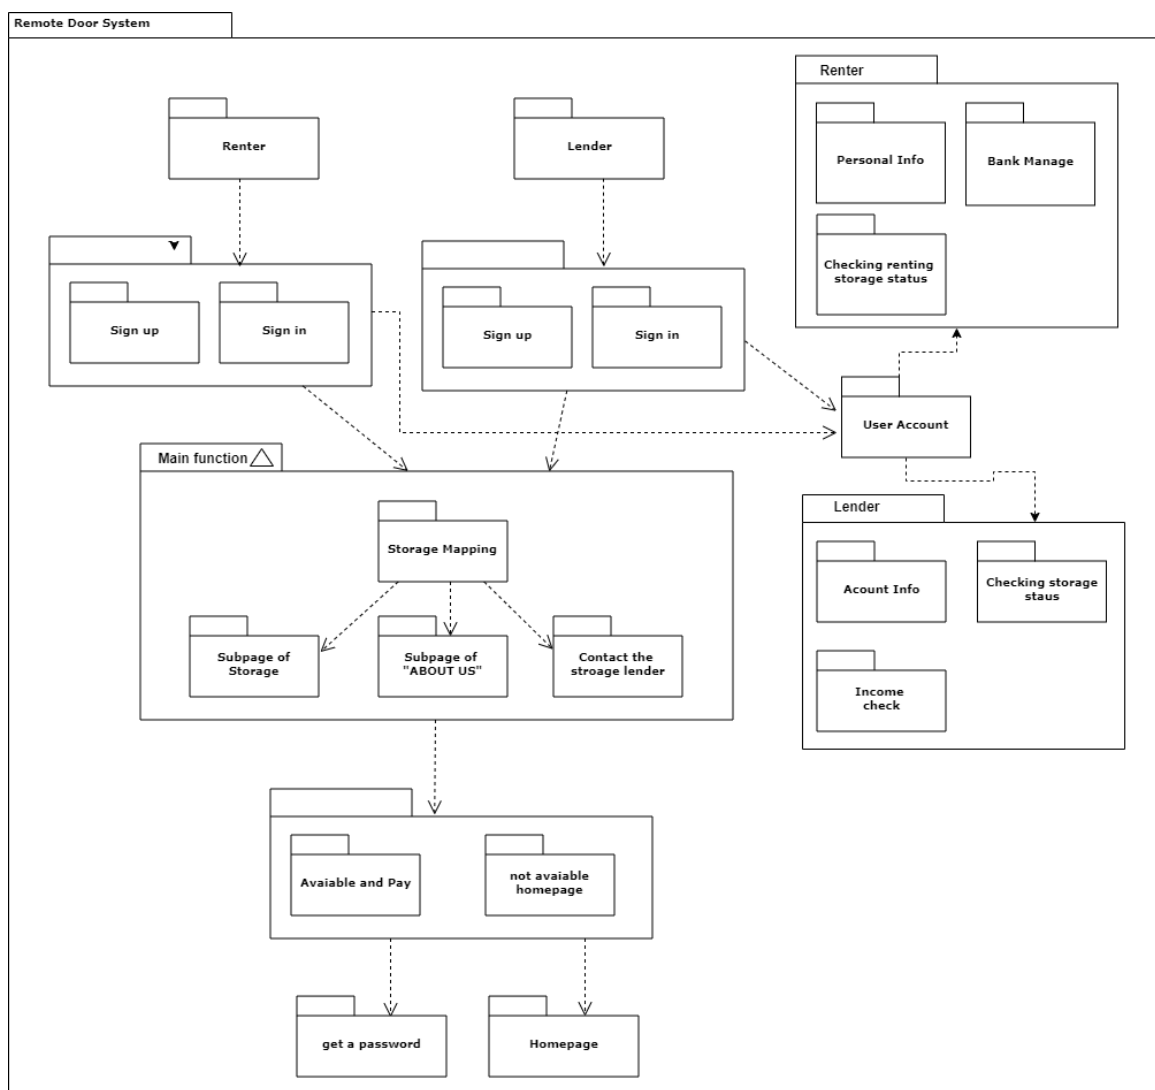 Remote Door System
Renter
Renter
Lender
Personal Info
Bank Manage
Checking renting
storage status
Sign up
Sign in
Sign up
Sign in
User Account
Main function
Lender
Storage Mapping
Acount Info
Checking storage
staus
Subpage of
Storage
Subpage of
"ABOUT US"
Contact the
stroage lender
Income
check
Avaiable and Pay
not avaiable
homepage
get a password
Homepage